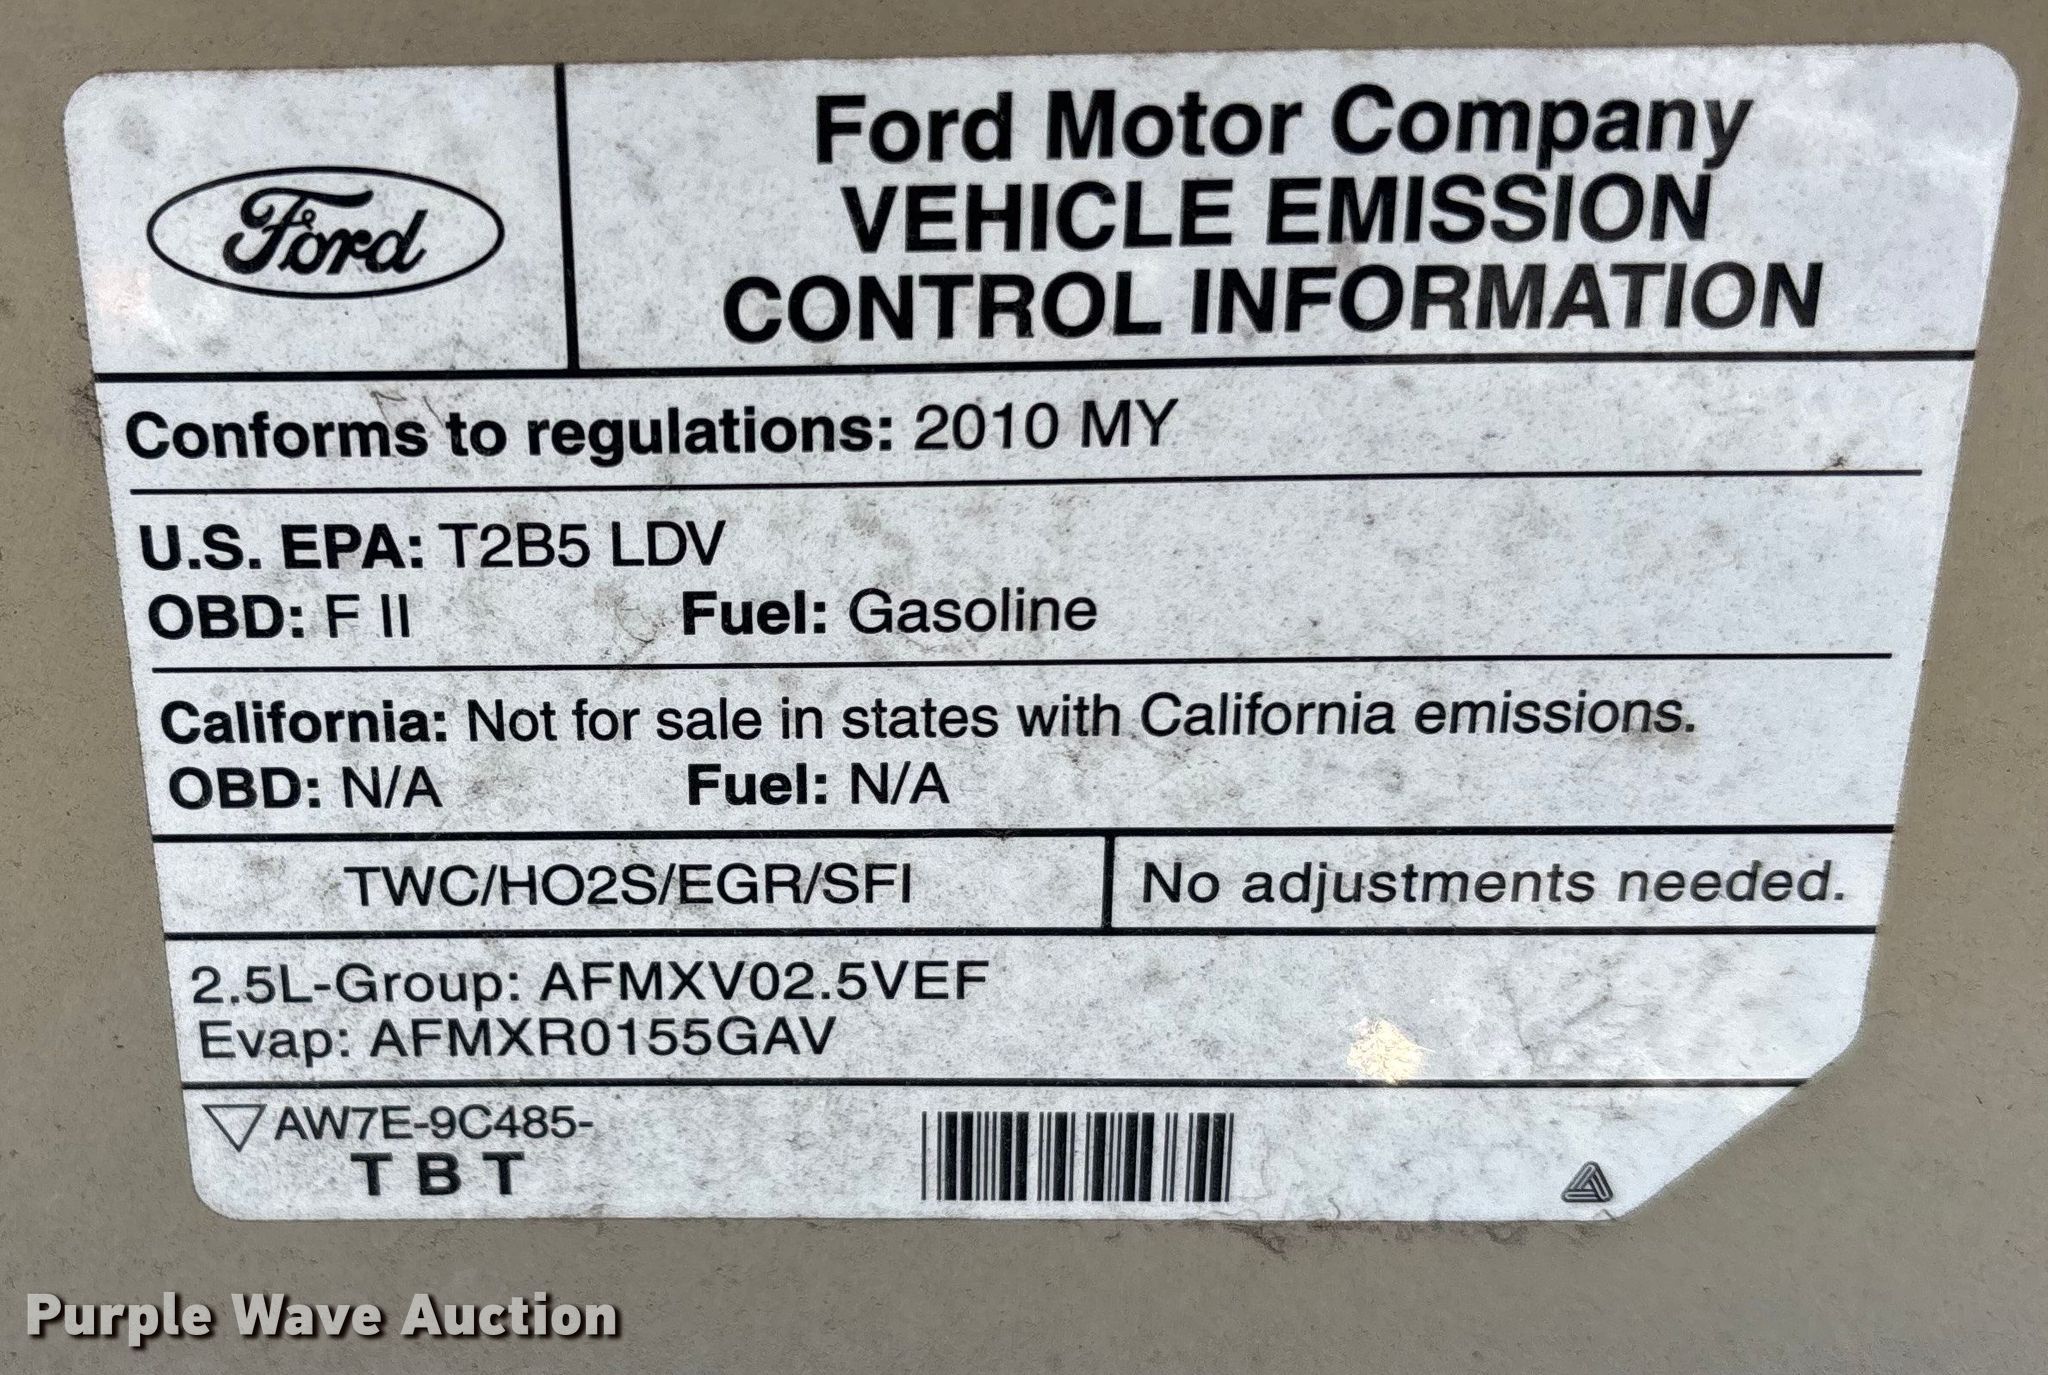 Ford
Ford Motor Company
VEHICLE EMISSION
CONTROL INFORMATION
Conforms to regulations: 2010 MY
U.S. EPA: T2B5 LDV
OBD: F II Fuel: Gasoline
California: Not for sale in states with California emissions.
OBD: N/A Fuel: N/A
TWC/HO2S/EGR/SFI
No adjustments needed.
2.5L-Group: AFMXV02.5VEF
Evap: AFMXR0155GAV
AW7E-9C485-
T B T
Purple Wave Auction